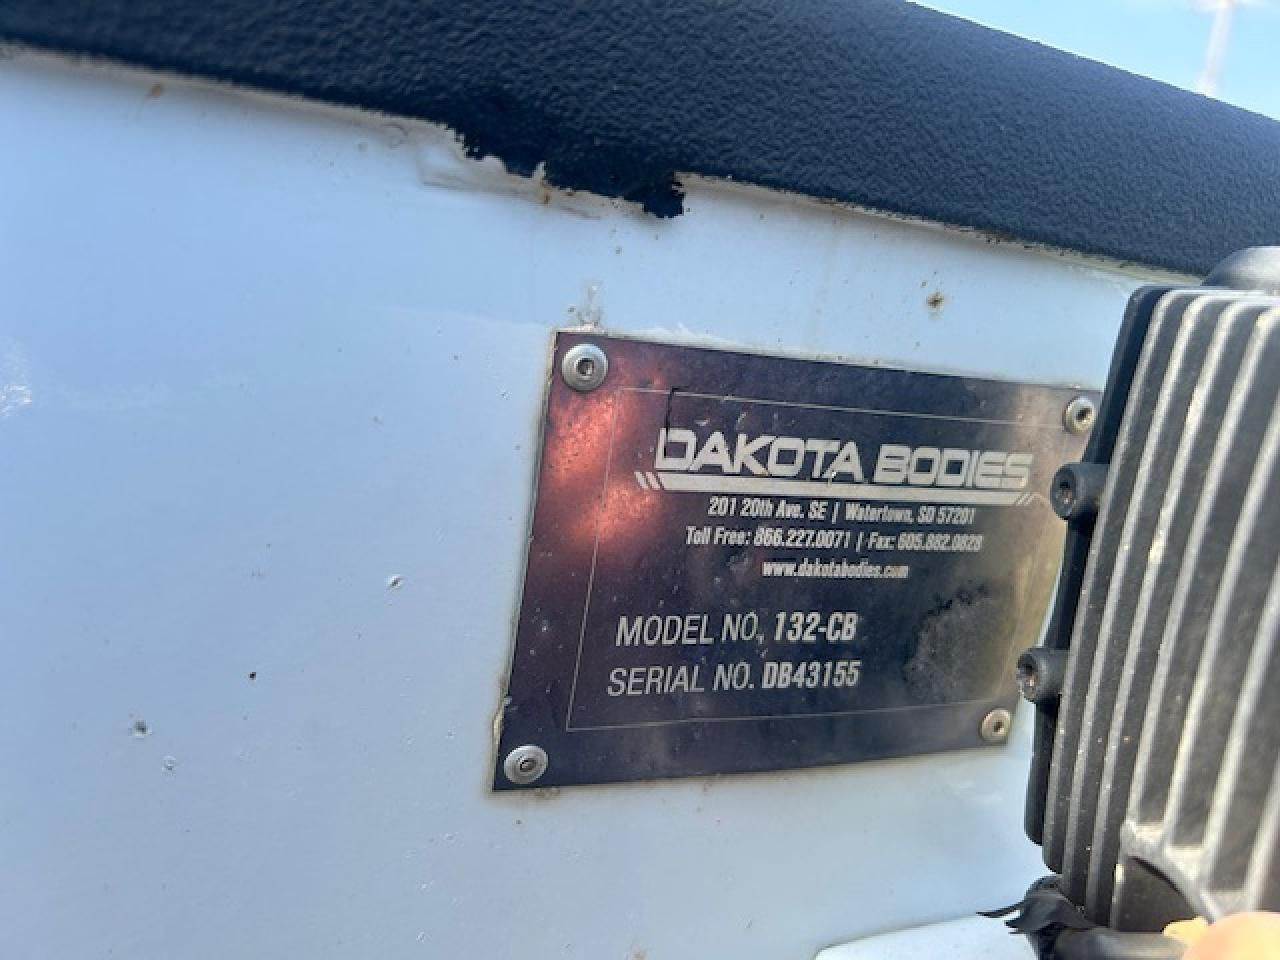 DAKOTA BODIES
201 20th Ave. SE | Watertown, SD 57201
Toll Free: 866.227.0071 | Fax: 605.882.0828
www.dakotabodies.com
MODEL NO. 132-CB
SERIAL NO. DB43155